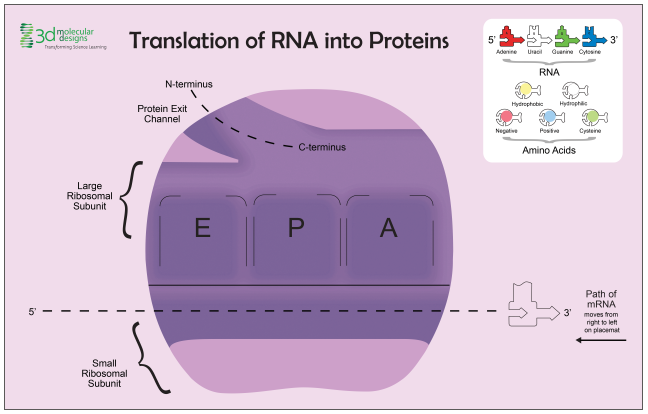 3d molecular designs
Transforming Science Learning
Translation of RNA into Proteins
5’ 3’
Adenine Uracil Guanine Cytosine
RNA
Hydrophobic Hydrophilic
Negative Positive Cysteine
Amino Acids
N-terminus
Protein Exit
Channel
C-terminus
Large
Ribosomal
Subunit
E P A
5’
3’
Path of
mRNA
moves from
right to left
on placemat
Small
Ribosomal
Subunit